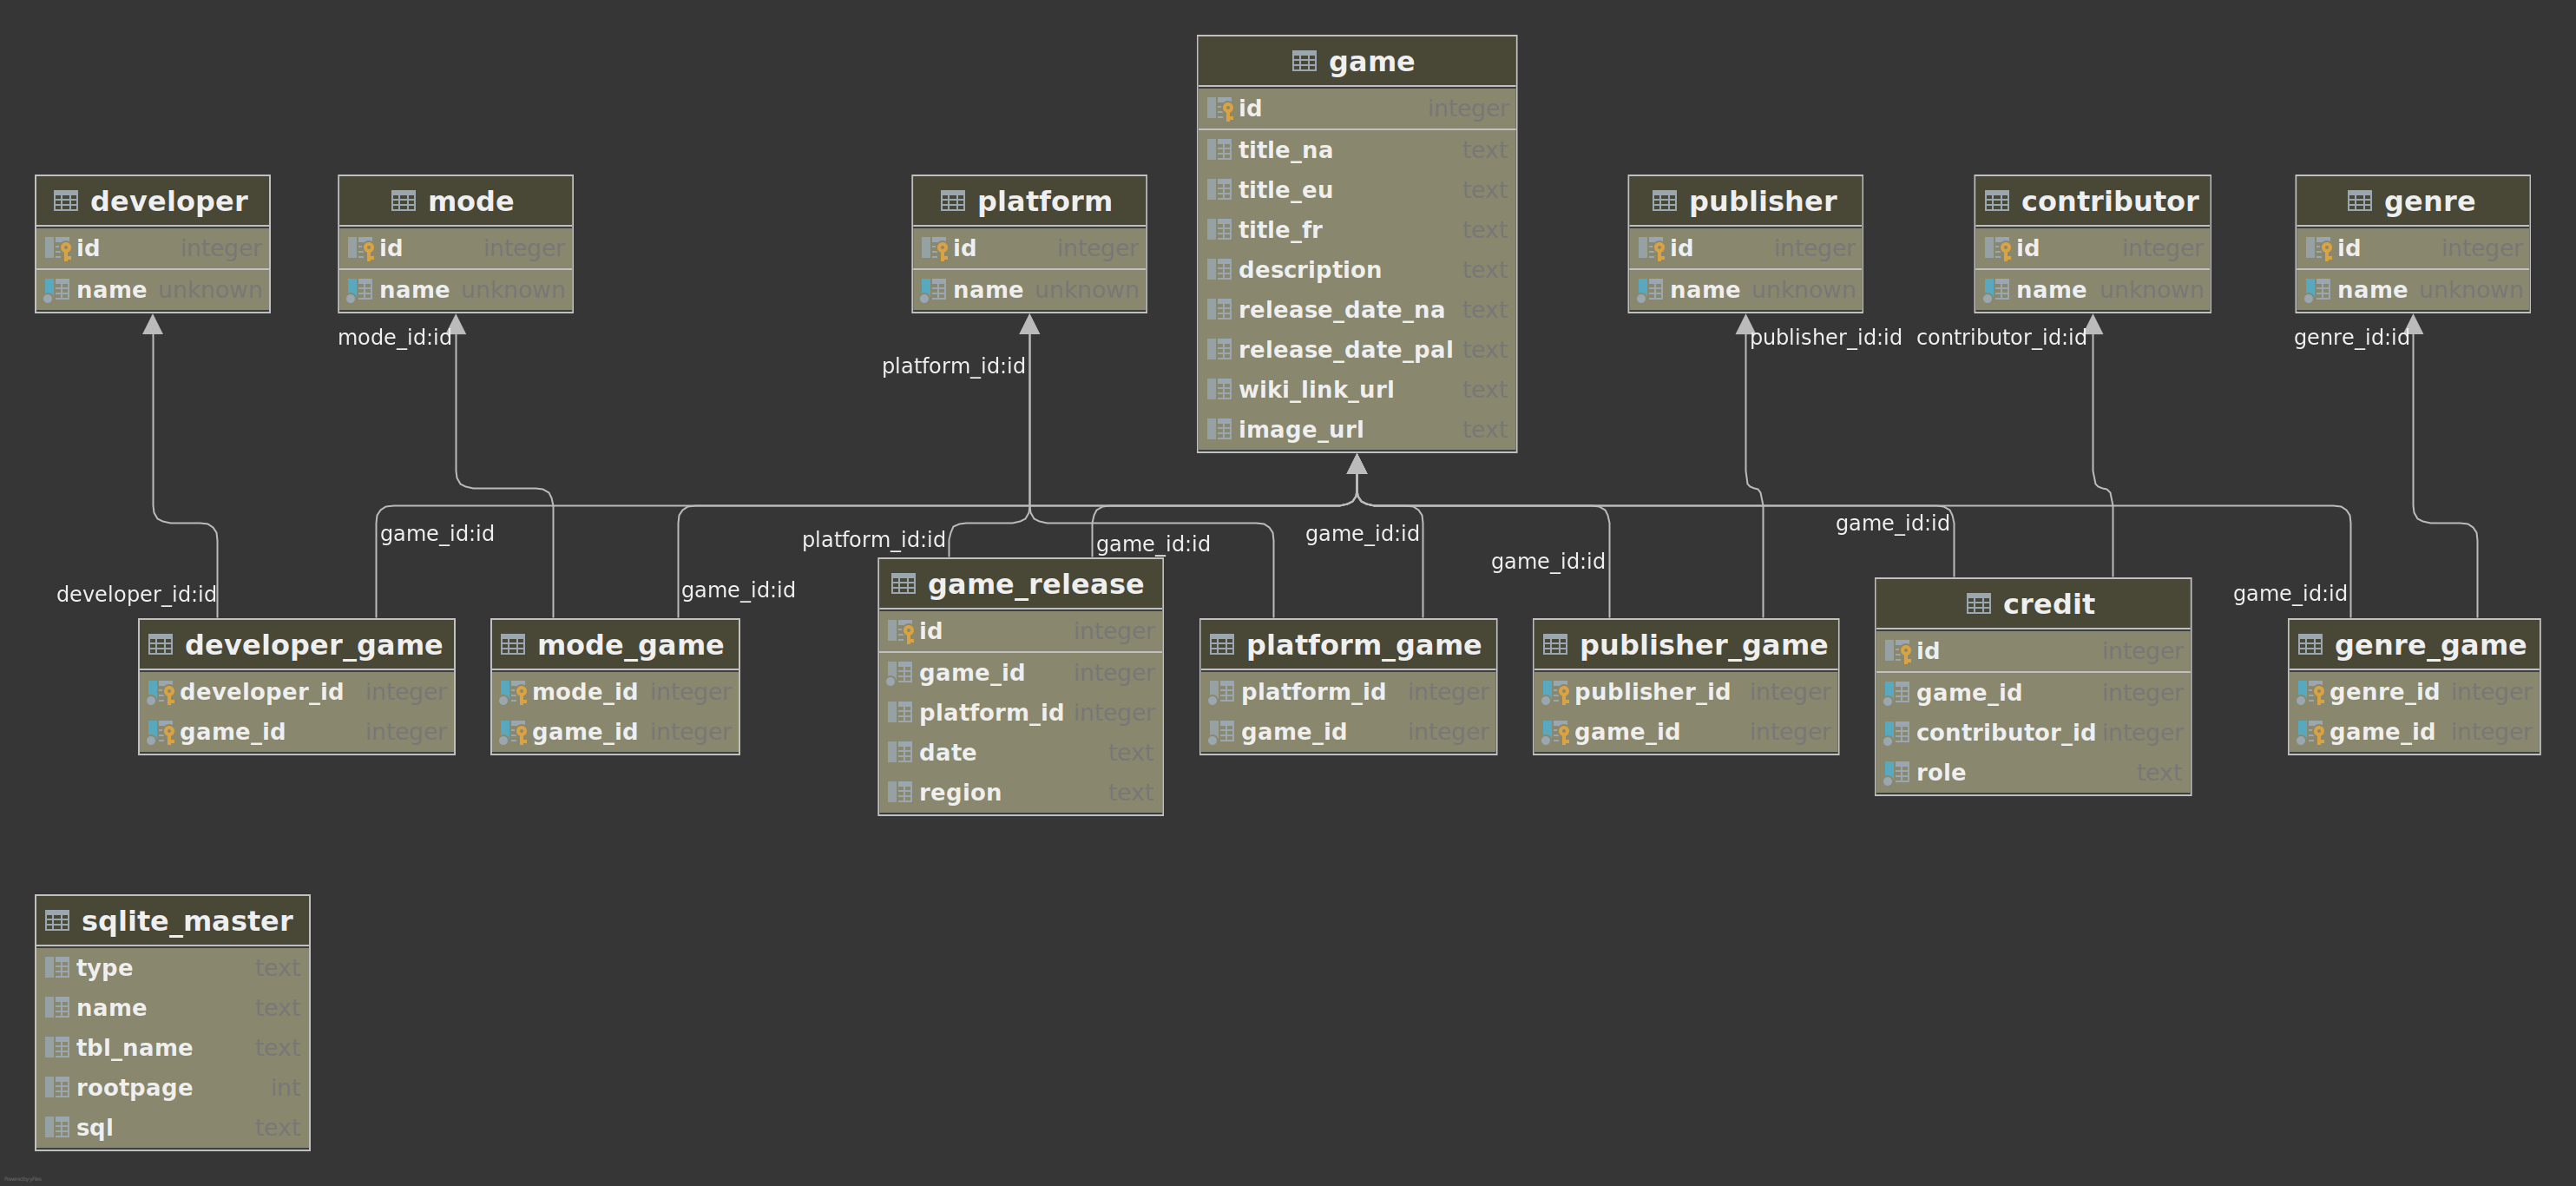 game
id integer
title_na text
title_eu text
title_fr text
description text
release_date_na text
release_date_pal text
wiki_link_url text
image_url text
developer
id integer
name unknown
mode
id integer
name unknown
platform
id integer
name unknown
publisher
id integer
name unknown
contributor
id integer
name unknown
genre
id integer
name unknown
mode_id:id
platform_id:id
publisher_id:id
contributor_id:id
genre_id:id
game_id:id
platform_id:id
game_id:id
game_id:id
game_id:id
game_id:id
developer_id:id
game_id:id
game_id:id
developer_game
developer_id integer
game_id integer
mode_game
mode_id integer
game_id integer
game_release
id integer
game_id integer
platform_id integer
date text
region text
platform_game
platform_id integer
game_id integer
publisher_game
publisher_id integer
game_id integer
credit
id integer
game_id integer
contributor_id integer
role text
genre_game
genre_id integer
game_id integer
sqlite_master
type text
name text
tbl_name text
rootpage int
sql text
Powered by yFiles